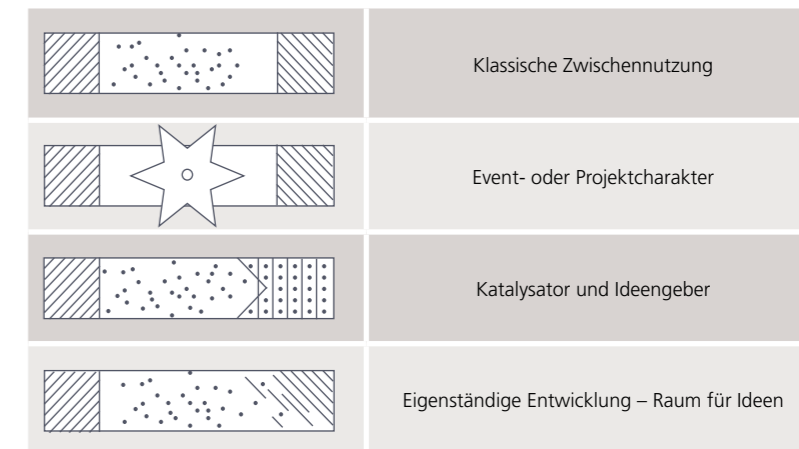 Klassische Zwischennutzung
Event- oder Projektcharakter
Katalysator und Ideengeber
Eigenständige Entwicklung – Raum für Ideen